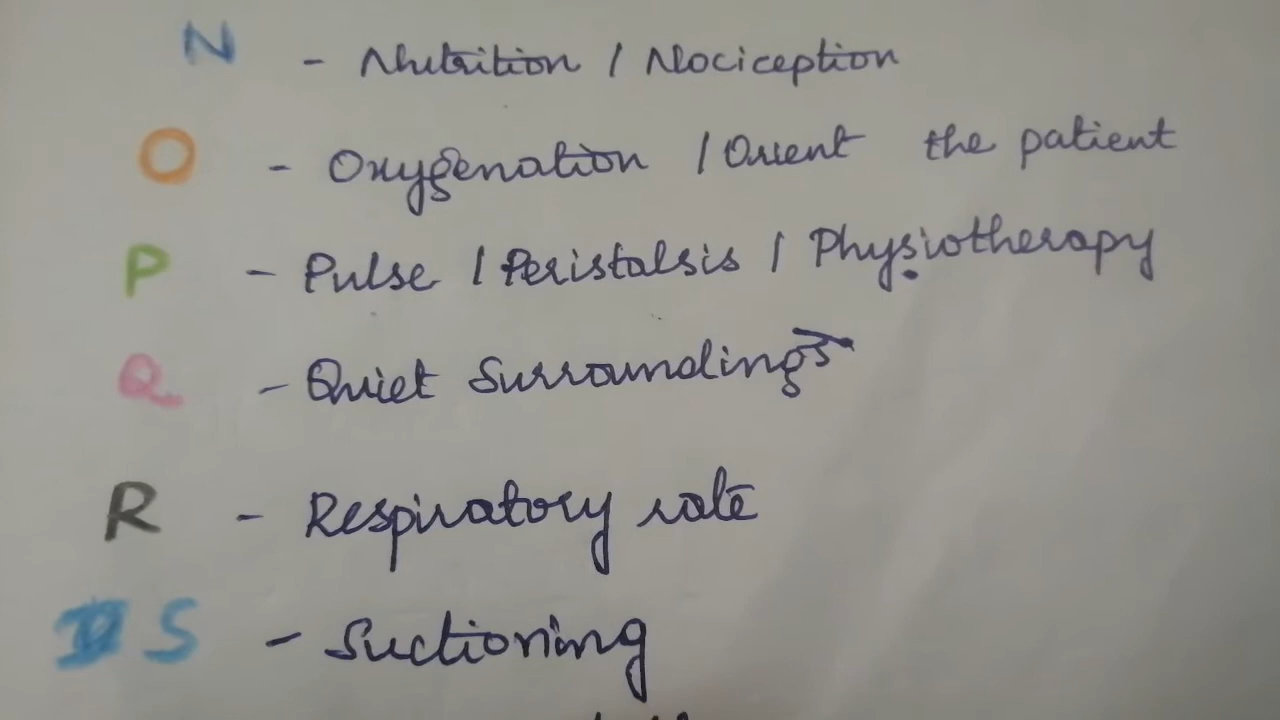 N - Nutrition / Nociception
O - Oxygenation / Orient the patient
P - Pulse / Peristalsis / Physiotherapy
Q - Quiet Surroundings
R - Respiratory rate
S - Suctioning